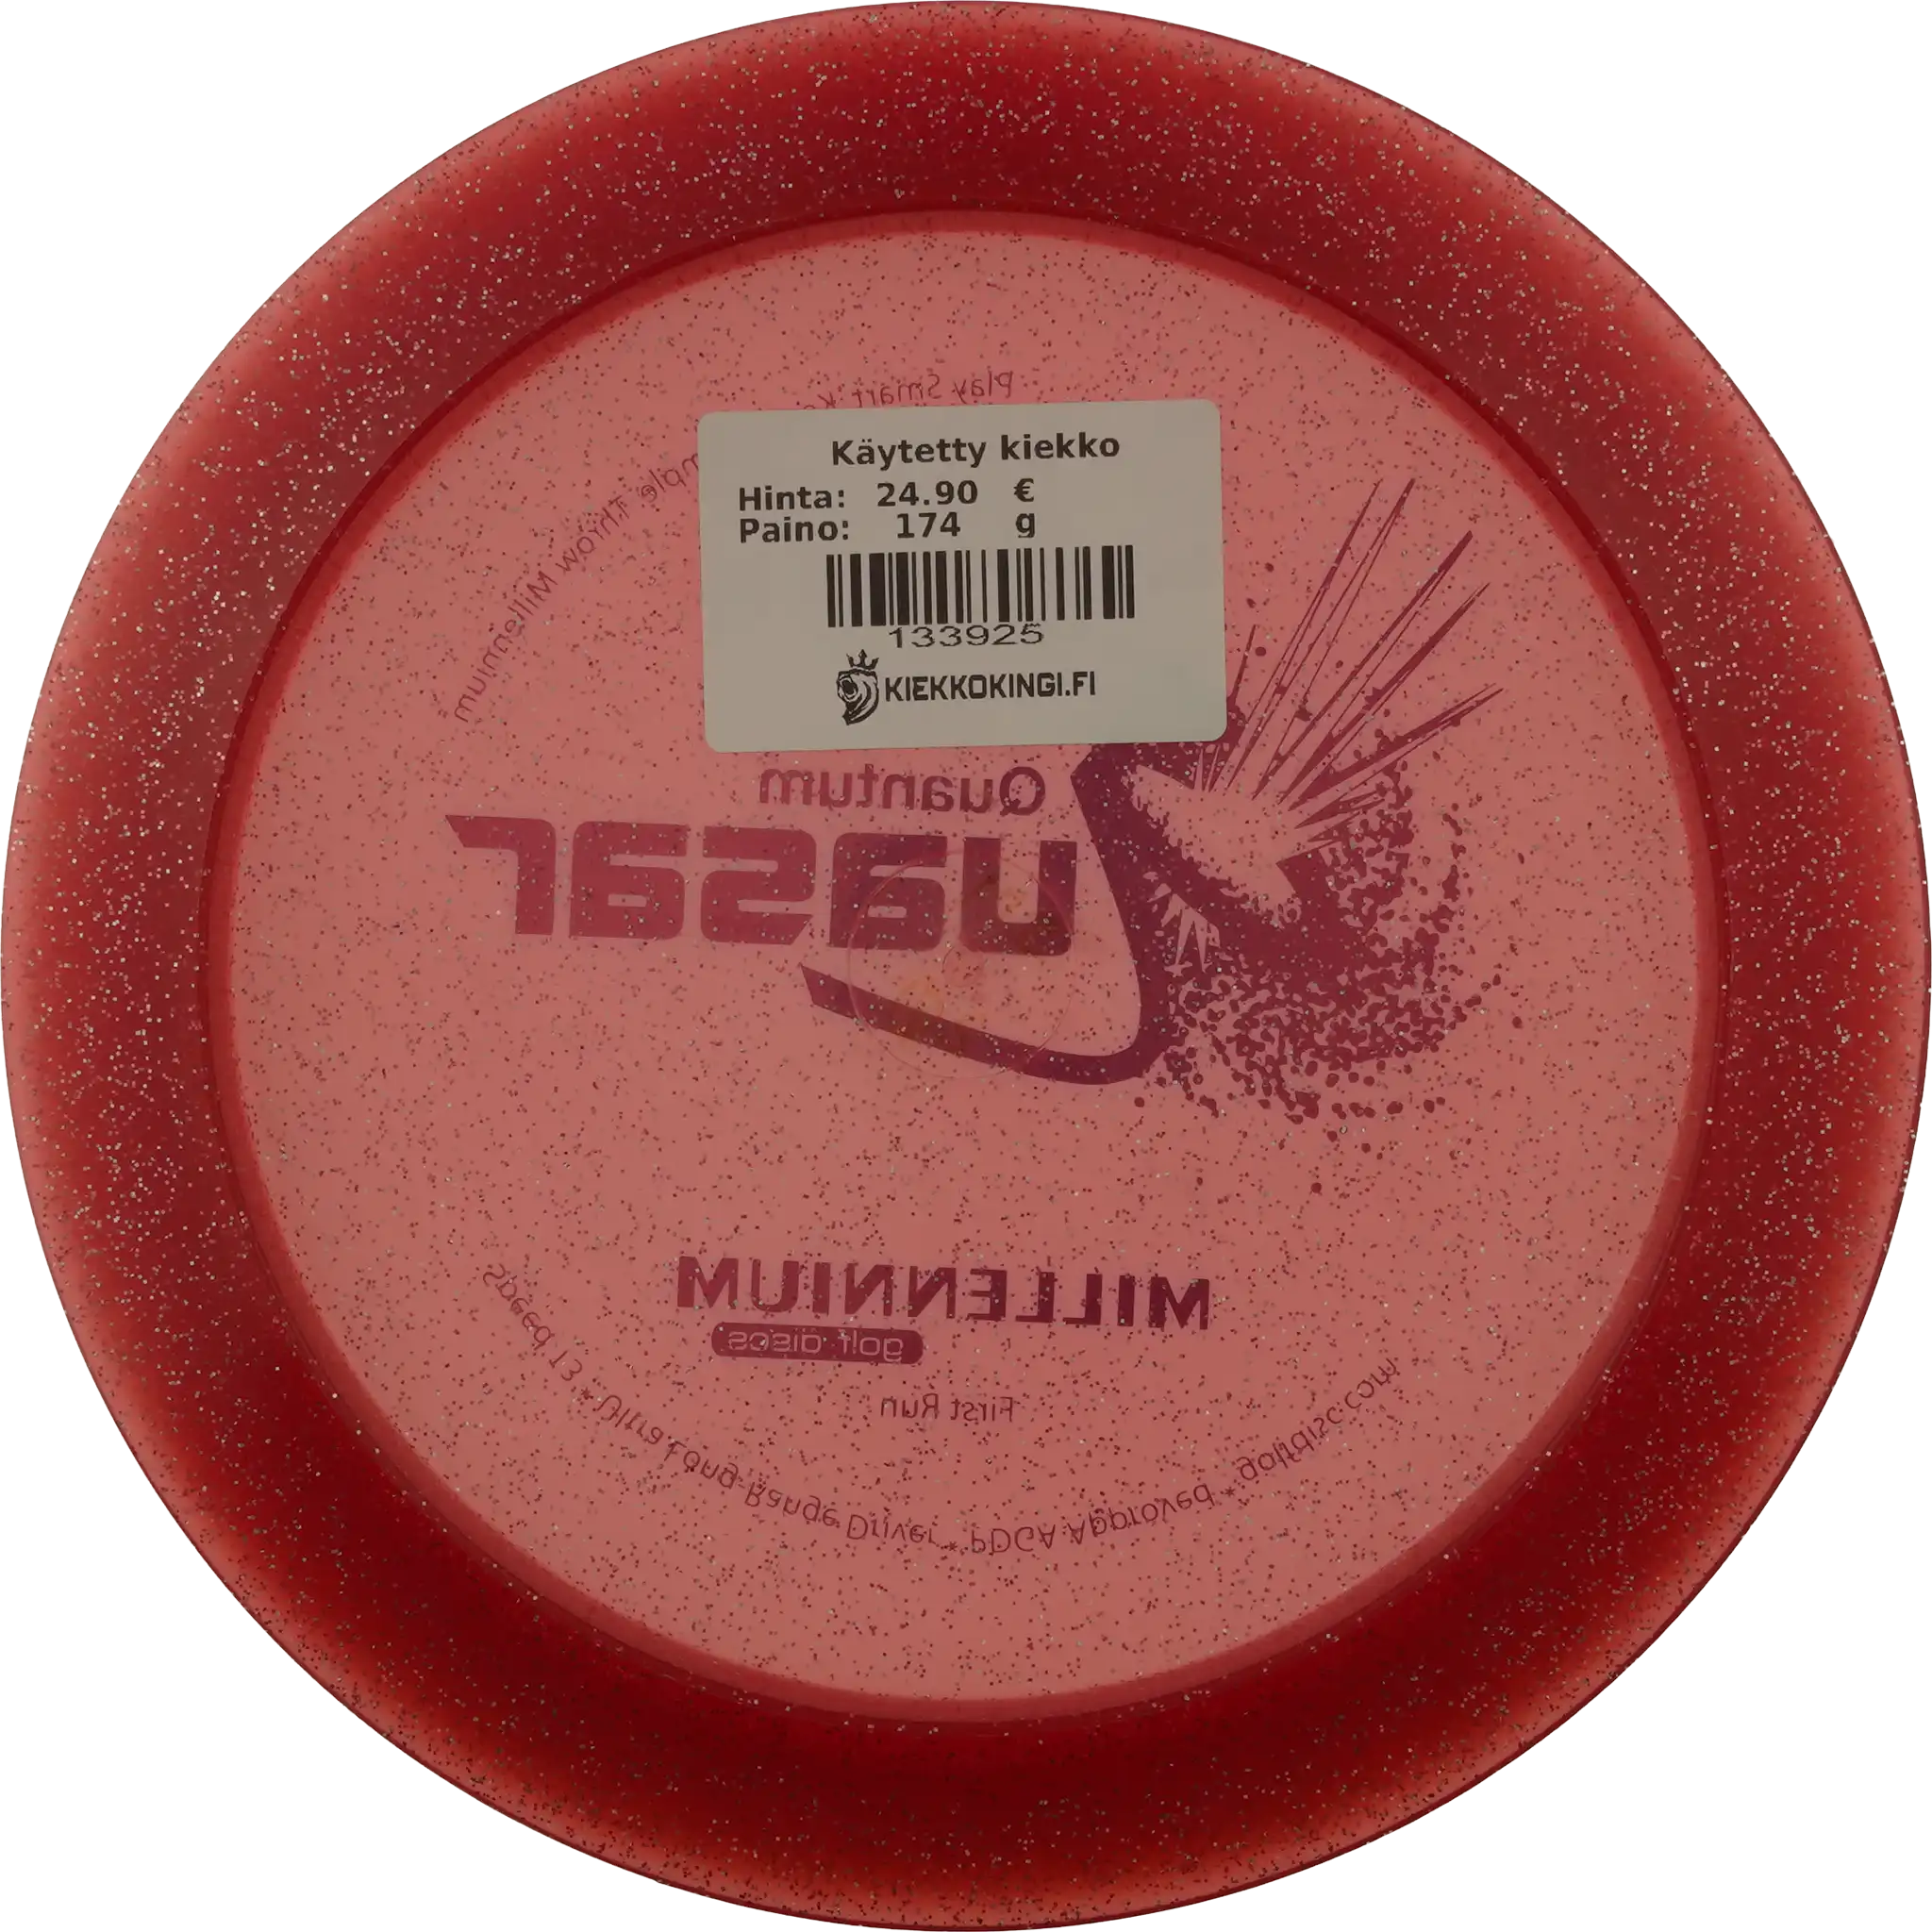 Play Smart
Throw Millennium
Käytetty kiekko
Hinta: 24.90 €
Paino: 174 g
133925
KIEKKOKINGI.FI
Quantum
Quasar
MILLENNIUM
golf discs
First Run
Speed 13 * Ultra Long-Range Driver * PDGA Approved * golfdisc.com